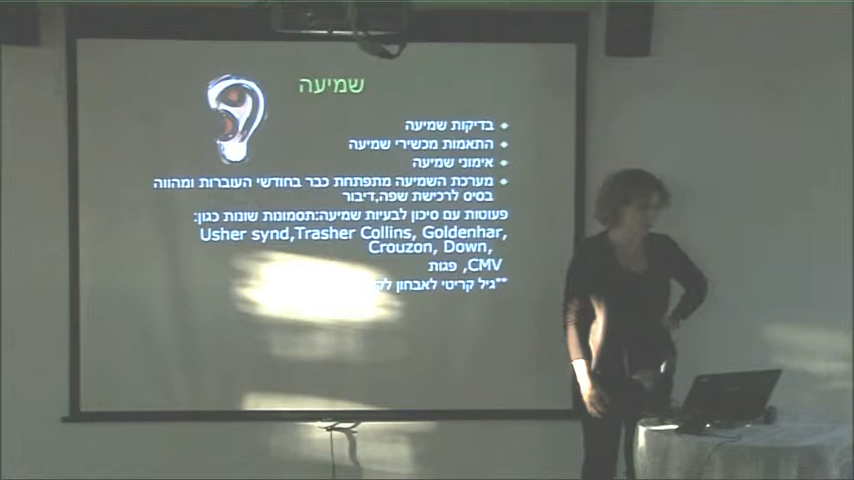 שמיעה
בדיקות שמיעה
התאמות מכשירי שמיעה
אימוני שמיעה
מערכת השמיעה מתפתחת כבר בחודשי העוברות ומהווה
בסיס לרכישת שפה,דיבור
פעוטות עם סיכון לבעיות שמיעה:תסמונות שונות כגון:
Usher synd,Trasher Collins, Goldenhar,
Crouzon, Down,
CMV, פגות
**גיל קריטי לאבחון